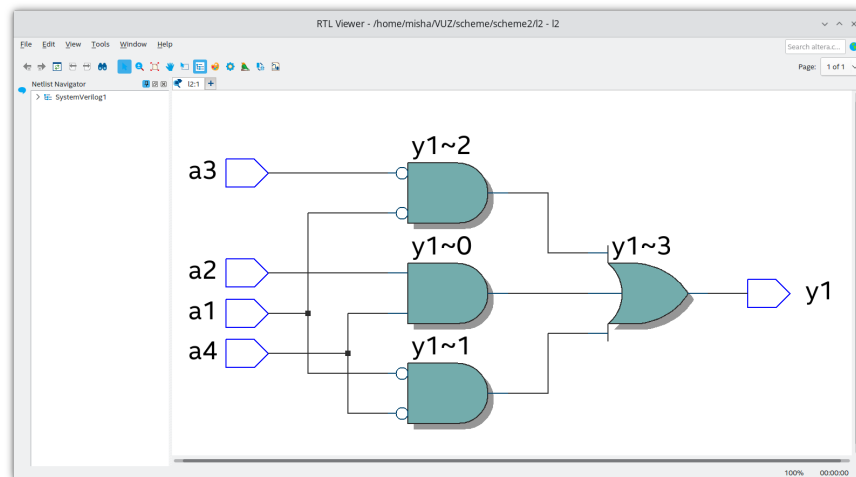 RTL Viewer - /home/misha/VUZ/scheme/scheme2/l2 - l2
File Edit View Tools Window Help
Search altera.c...
Page: 1 of 1
Netlist Navigator
l2:1
SystemVerilog1
y1~2
a3
y1~0
y1~3
a2
a1
y1
a4
y1~1
100% 00:00:00